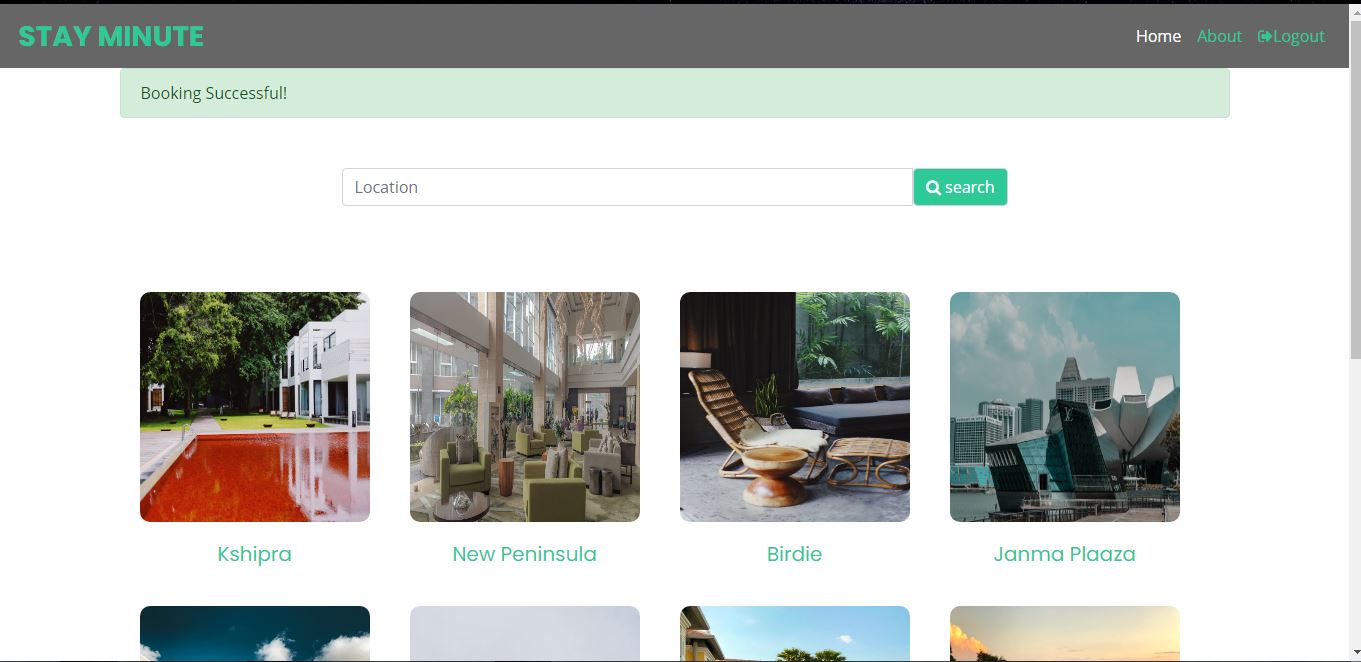 STAY MINUTE
Home About Logout
Booking Successful!
Location
search
Kshipra
New Peninsula
Birdie
Janma Plaaza